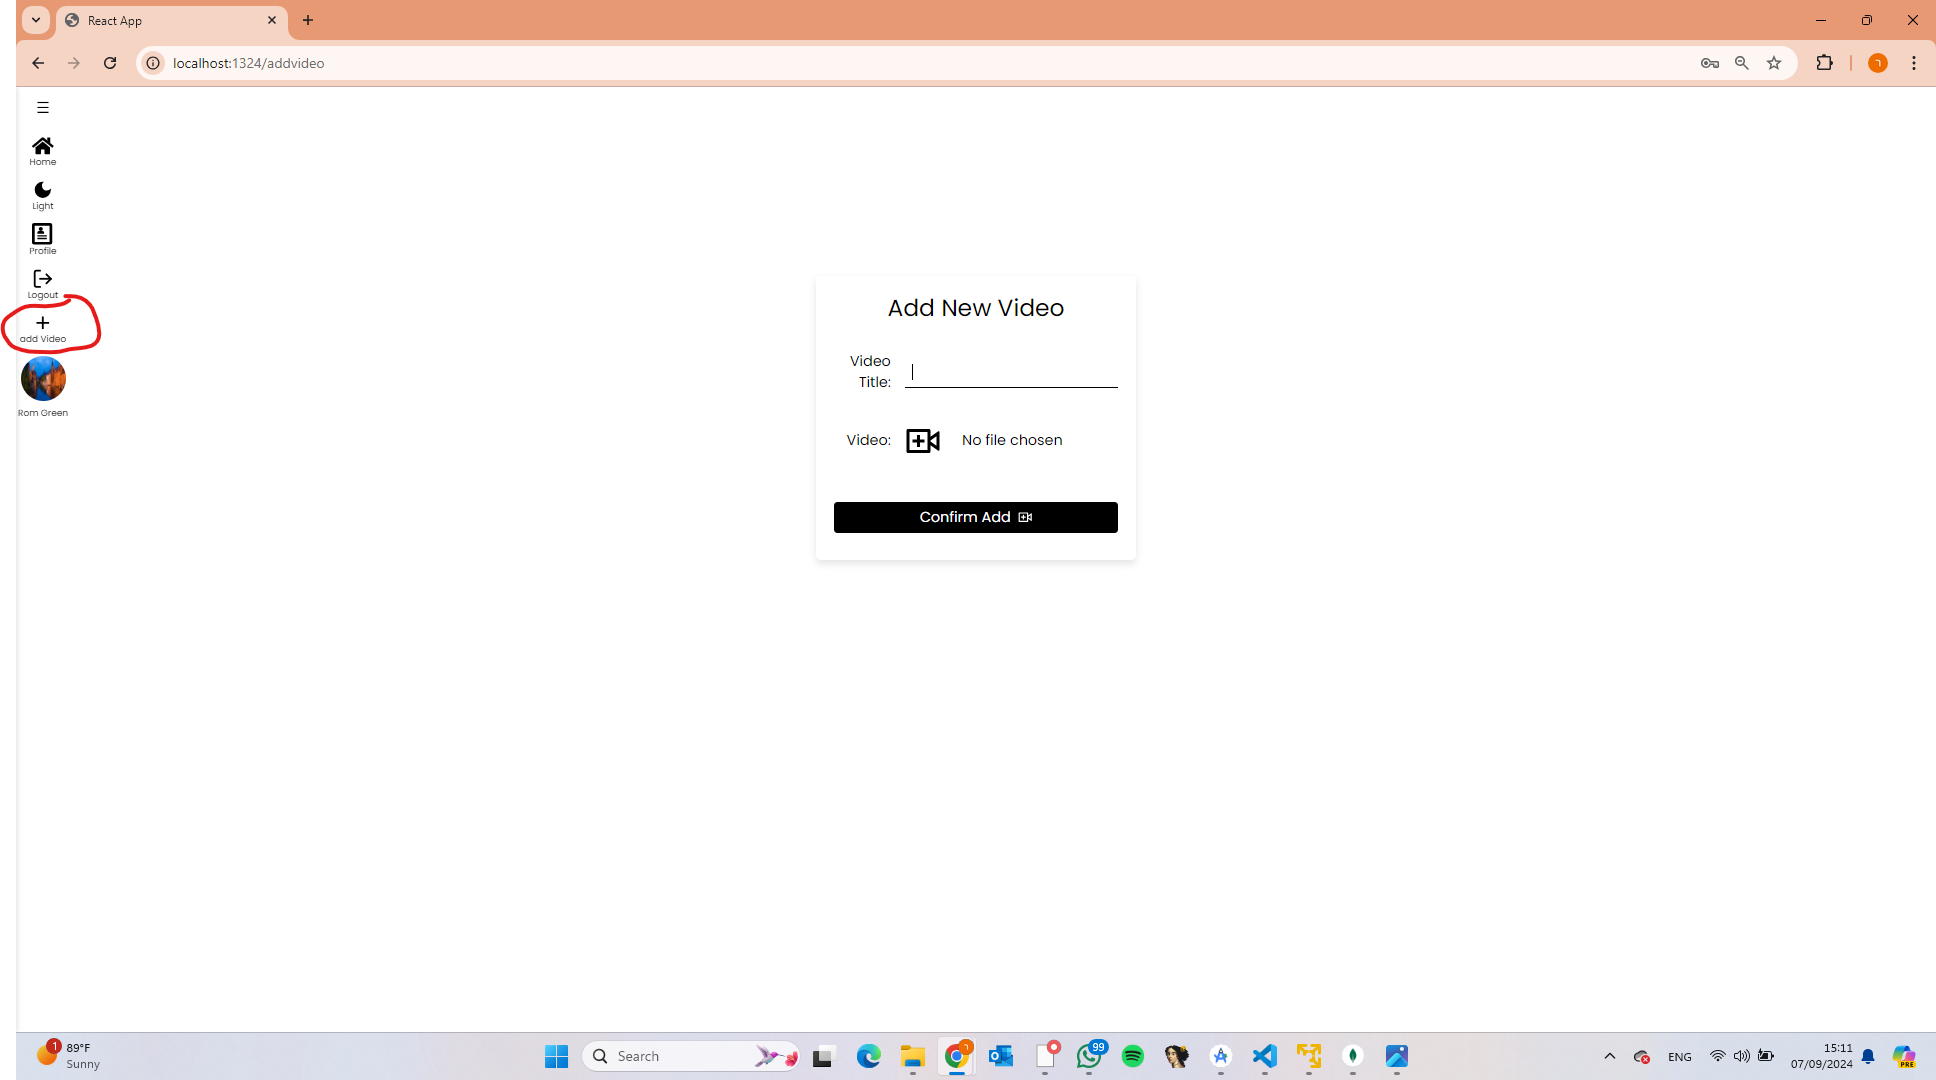 React App
localhost:1324/addvideo
ר
Home
Light
Profile
Logout
add Video
Rom Green
Add New Video
Video
Title:
Video:
No file chosen
Confirm Add
1
89°F
Sunny
Search
ר
99
ENG
15:11
07/09/2024
PRE